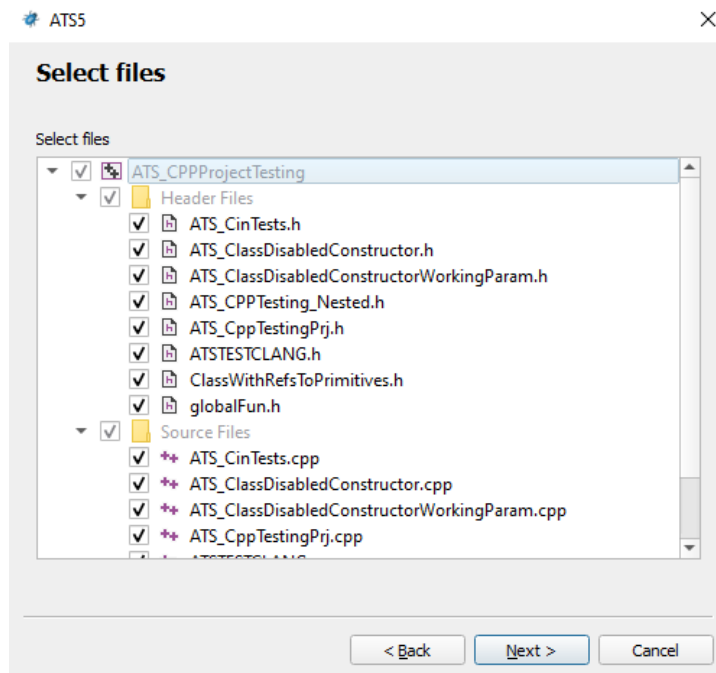 ATS5
Select files
Select files
ATS_CPPProjectTesting
Header Files
ATS_CinTests.h
ATS_ClassDisabledConstructor.h
ATS_ClassDisabledConstructorWorkingParam.h
ATS_CPPTesting_Nested.h
ATS_CppTestingPrj.h
ATSTESTCLANG.h
ClassWithRefsToPrimitives.h
globalFun.h
Source Files
ATS_CinTests.cpp
ATS_ClassDisabledConstructor.cpp
ATS_ClassDisabledConstructorWorkingParam.cpp
ATS_CppTestingPrj.cpp
< Back Next > Cancel